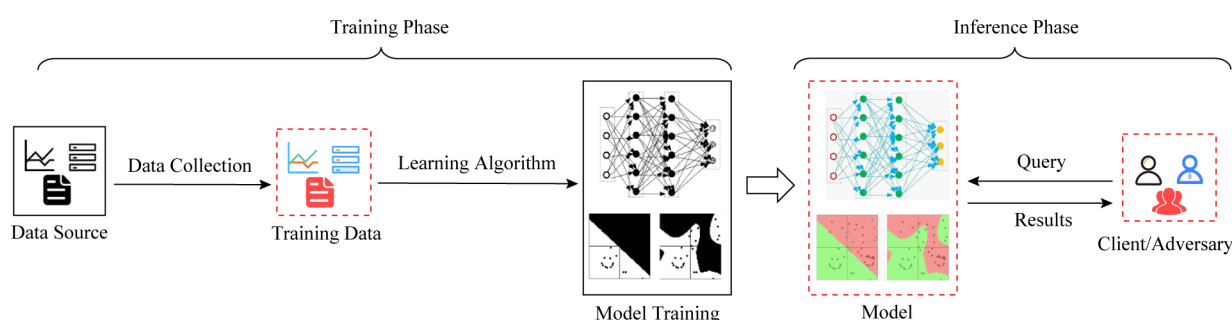 Training Phase
Inference Phase
Data Collection
Learning Algorithm
Query
Results
Data Source
Training Data
Model Training
Model
Client/Adversary